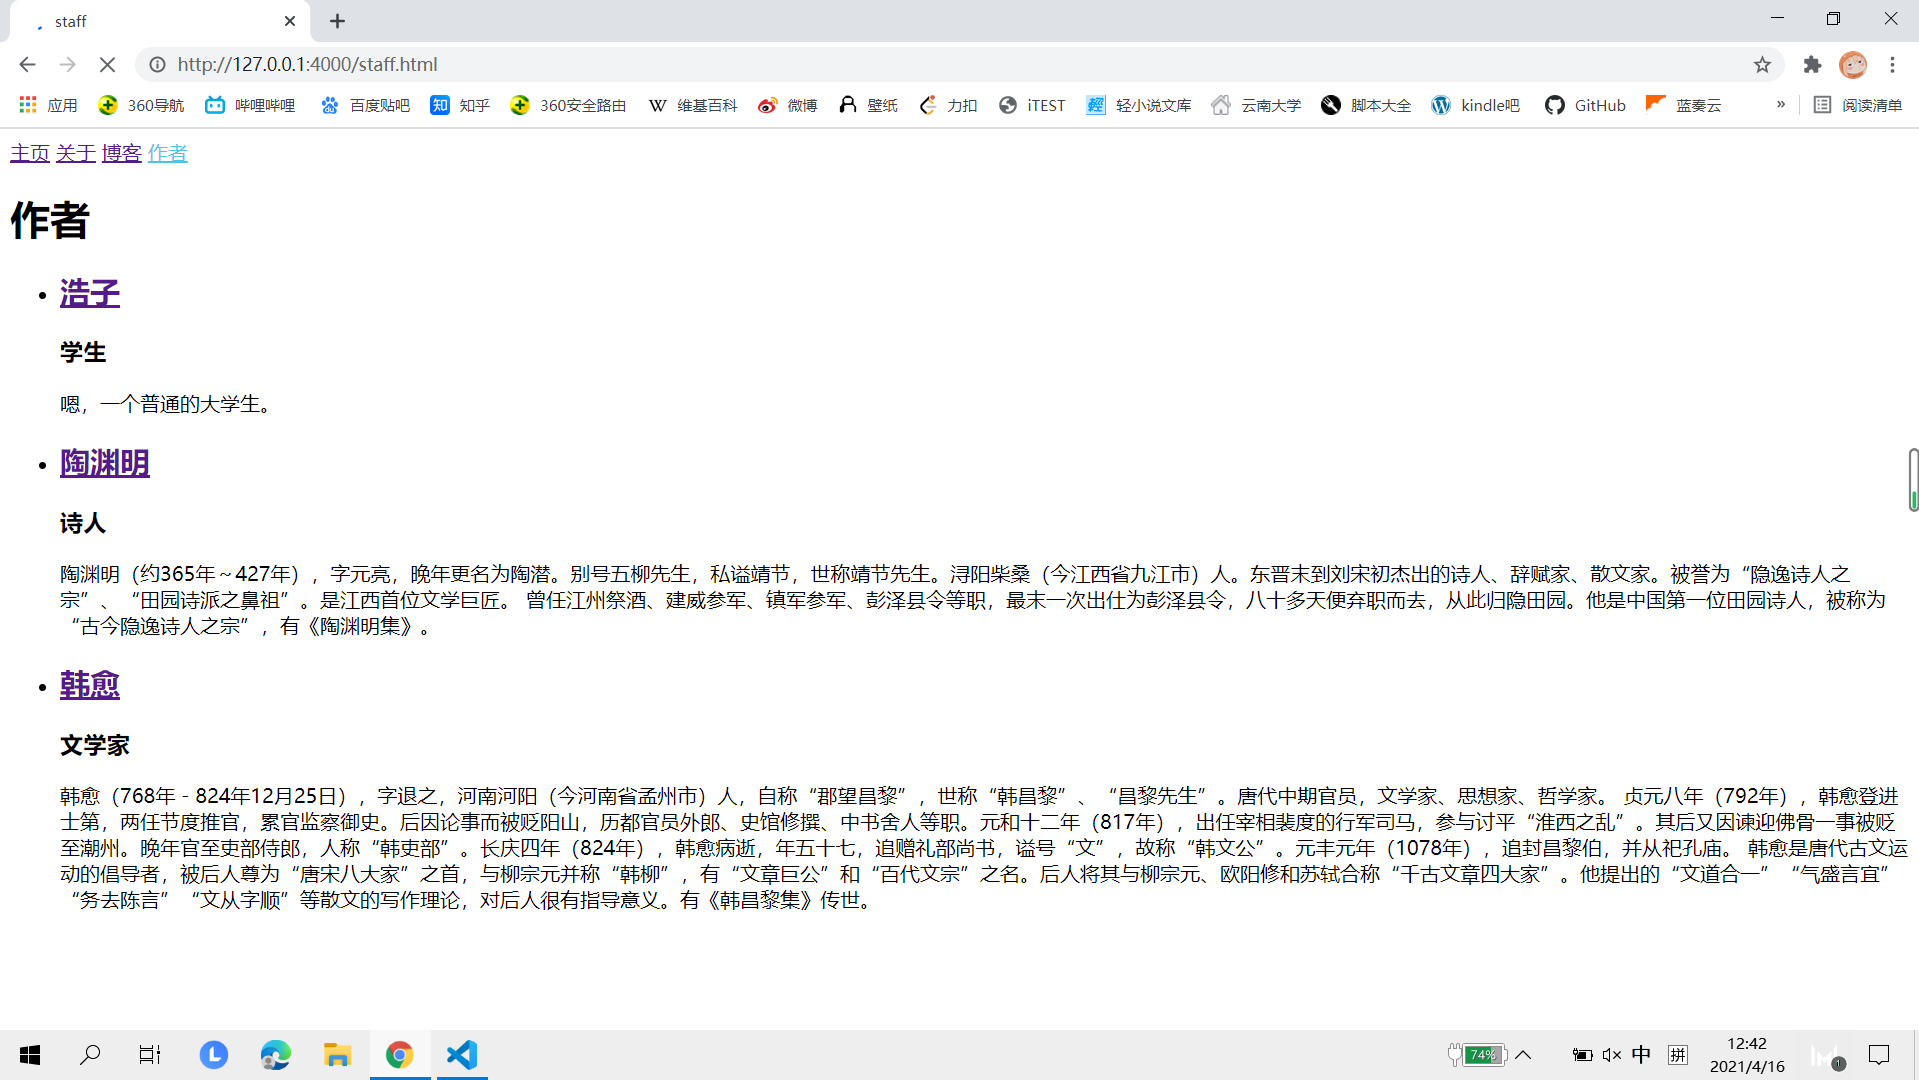 staff
http://127.0.0.1:4000/staff.html
应用 360导航 哔哩哔哩 百度贴吧 知乎 360安全路由 维基百科 微博 壁纸 力扣 iTEST 轻小说文库 云南大学 脚本大全 kindle吧 GitHub 蓝奏云 » 阅读清单
主页 关于 博客 作者
作者
浩子
学生
嗯，一个普通的大学生。
陶渊明
诗人
陶渊明（约365年～427年），字元亮，晚年更名为陶潜。别号五柳先生，私谥靖节，世称靖节先生。浔阳柴桑（今江西省九江市）人。东晋末到刘宋初杰出的诗人、辞赋家、散文家。被誉为“隐逸诗人之
宗”、“田园诗派之鼻祖”。是江西首位文学巨匠。 曾任江州祭酒、建威参军、镇军参军、彭泽县令等职，最末一次出仕为彭泽县令，八十多天便弃职而去，从此归隐田园。他是中国第一位田园诗人，被称为
“古今隐逸诗人之宗”，有《陶渊明集》。
韩愈
文学家
韩愈（768年－824年12月25日），字退之，河南河阳（今河南省孟州市）人，自称“郡望昌黎”，世称“韩昌黎”、“昌黎先生”。唐代中期官员，文学家、思想家、哲学家。 贞元八年（792年），韩愈登进
士第，两任节度推官，累官监察御史。后因论事而被贬阳山，历都官员外郎、史馆修撰、中书舍人等职。元和十二年（817年），出任宰相裴度的行军司马，参与讨平“淮西之乱”。其后又因谏迎佛骨一事被贬
至潮州。晚年官至吏部侍郎，人称“韩吏部”。长庆四年（824年），韩愈病逝，年五十七，追赠礼部尚书，谥号“文”，故称“韩文公”。元丰元年（1078年），追封昌黎伯，并从祀孔庙。 韩愈是唐代古文运
动的倡导者，被后人尊为“唐宋八大家”之首，与柳宗元并称“韩柳”，有“文章巨公”和“百代文宗”之名。后人将其与柳宗元、欧阳修和苏轼合称“千古文章四大家”。他提出的“文道合一”“气盛言宜”
“务去陈言”“文从字顺”等散文的写作理论，对后人很有指导意义。有《韩昌黎集》传世。
74% 中 拼 12:42
2021/4/16 1